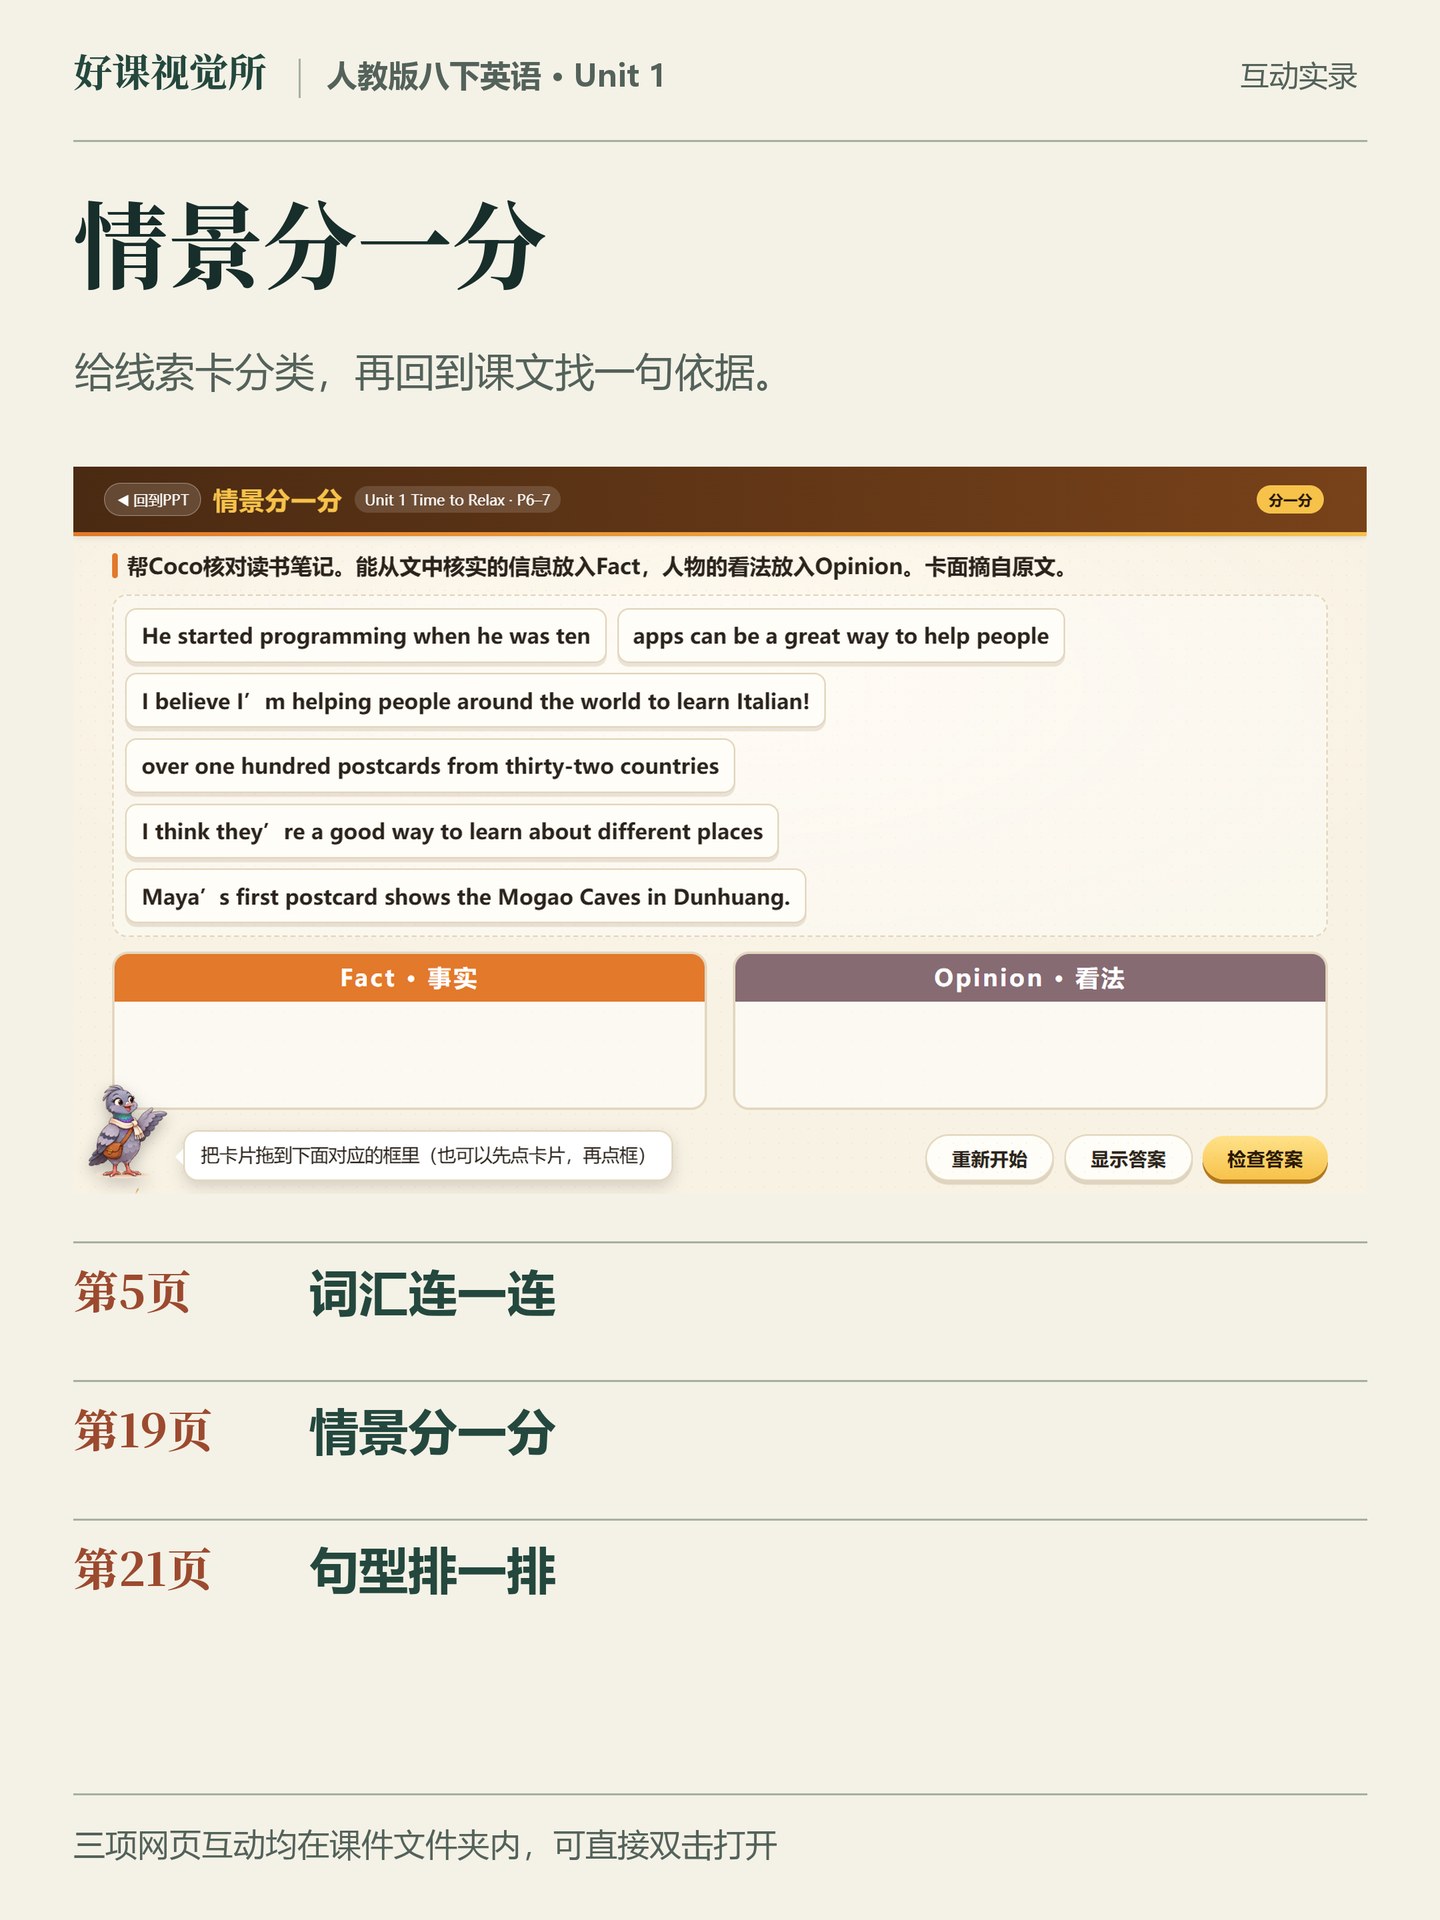 好课视觉所
人教版八下英语 • Unit 1
互动实录
情景分一分
给线索卡分类，再回到课文找一句依据。
◀ 回到PPT
情景分一分
Unit 1 Time to Relax · P6–7
分一分
帮Coco核对读书笔记。能从文中核实的信息放入Fact，人物的看法放入Opinion。卡面摘自原文。
He started programming when he was ten
apps can be a great way to help people
I believe I’m helping people around the world to learn Italian!
over one hundred postcards from thirty-two countries
I think they’re a good way to learn about different places
Maya’s first postcard shows the Mogao Caves in Dunhuang.
Fact • 事实
Opinion • 看法
把卡片拖到下面对应的框里（也可以先点卡片，再点框）
重新开始
显示答案
检查答案
第5页 词汇连一连
第19页 情景分一分
第21页 句型排一排
三项网页互动均在课件文件夹内，可直接双击打开